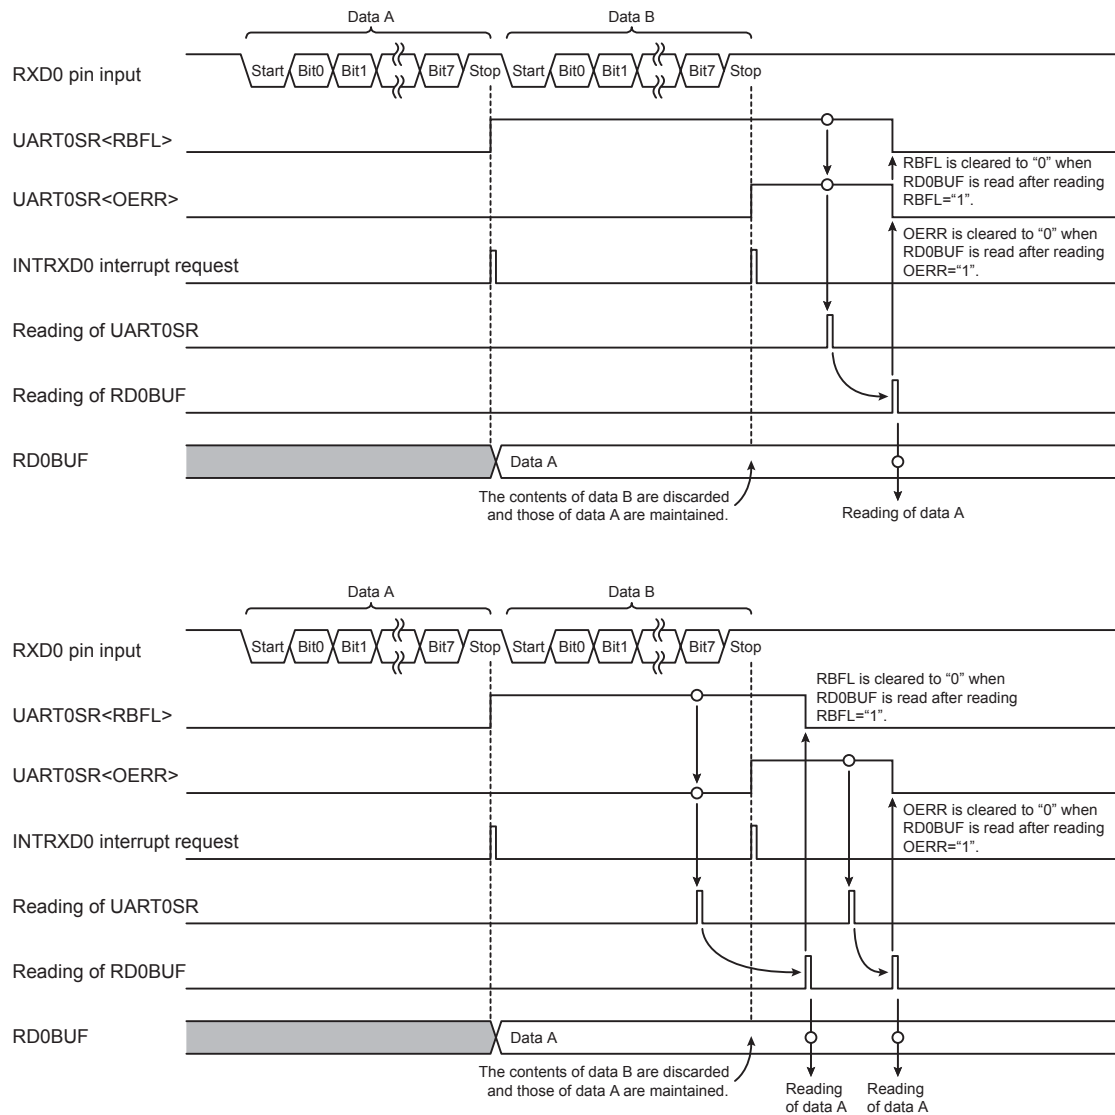 Data A
Data B
RXD0 pin input
Start Bit0 Bit1 Bit7 Stop Start Bit0 Bit1 Bit7 Stop
UART0SR<RBFL>
RBFL is cleared to “0” when
RD0BUF is read after reading
RBFL=“1”.
UART0SR<OERR>
OERR is cleared to “0” when
RD0BUF is read after reading
OERR=“1”.
INTRXD0 interrupt request
Reading of UART0SR
Reading of RD0BUF
RD0BUF
Data A
The contents of data B are discarded
and those of data A are maintained.
Reading of data A
Data A
Data B
RXD0 pin input
Start Bit0 Bit1 Bit7 Stop Start Bit0 Bit1 Bit7 Stop
RBFL is cleared to “0” when
RD0BUF is read after reading
RBFL=“1”.
UART0SR<RBFL>
UART0SR<OERR>
OERR is cleared to “0” when
RD0BUF is read after reading
OERR=“1”.
INTRXD0 interrupt request
Reading of UART0SR
Reading of RD0BUF
RD0BUF
Data A
The contents of data B are discarded
and those of data A are maintained.
Reading
of data A
Reading
of data A